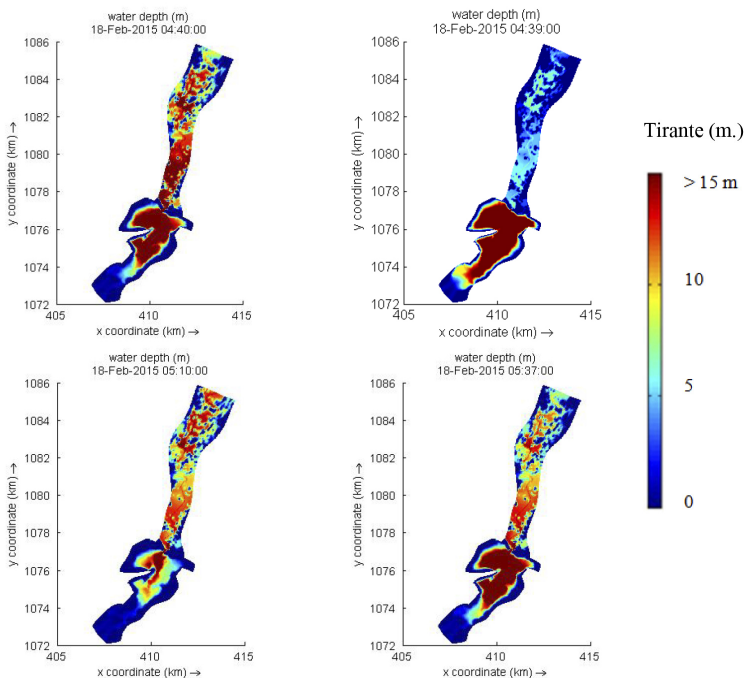 water depth (m)
18-Feb-2015 04:40:00
1086
1084
1082
1080
1078
1076
1074
1072
y coordinate (km) →
405
410
415
x coordinate (km) →
water depth (m)
18-Feb-2015 04:39:00
1086
1084
1082
1080
1078
1076
1074
1072
y coordinate (km) →
405
410
415
x coordinate (km) →
Tirante (m.)
> 15 m
10
5
0
water depth (m)
18-Feb-2015 05:10:00
1086
1084
1082
1080
1078
1076
1074
1072
y coordinate (km) →
405
410
415
x coordinate (km) →
water depth (m)
18-Feb-2015 05:37:00
1086
1084
1082
1080
1078
1076
1074
1072
y coordinate (km) →
405
410
415
x coordinate (km) →